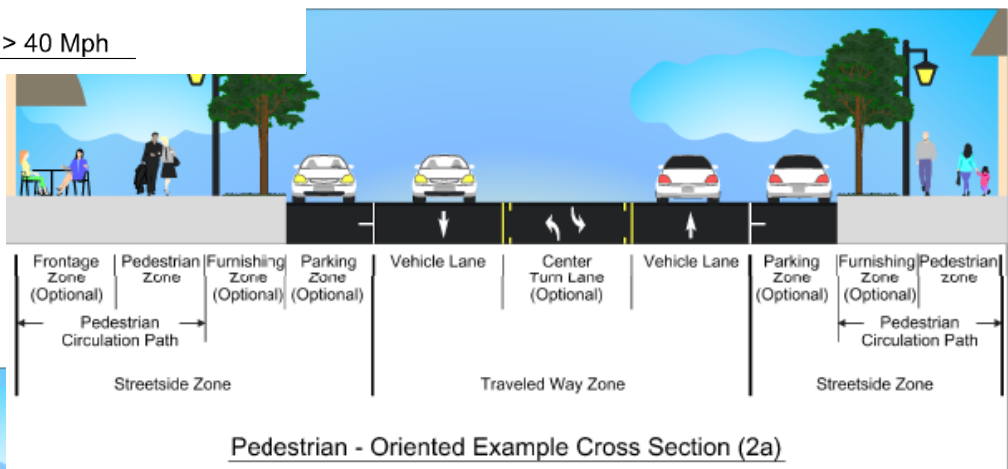 > 40 Mph
Frontage Zone (Optional)
Pedestrian Zone
Furnishing Zone (Optional)
Parking Zone (Optional)
Vehicle Lane
Center Turn Lane (Optional)
Vehicle Lane
Parking Zone (Optional)
Furnishing Zone (Optional)
Pedestrian zone
Pedestrian Circulation Path
Pedestrian Circulation Path
Streetside Zone
Traveled Way Zone
Streetside Zone
Pedestrian - Oriented Example Cross Section (2a)